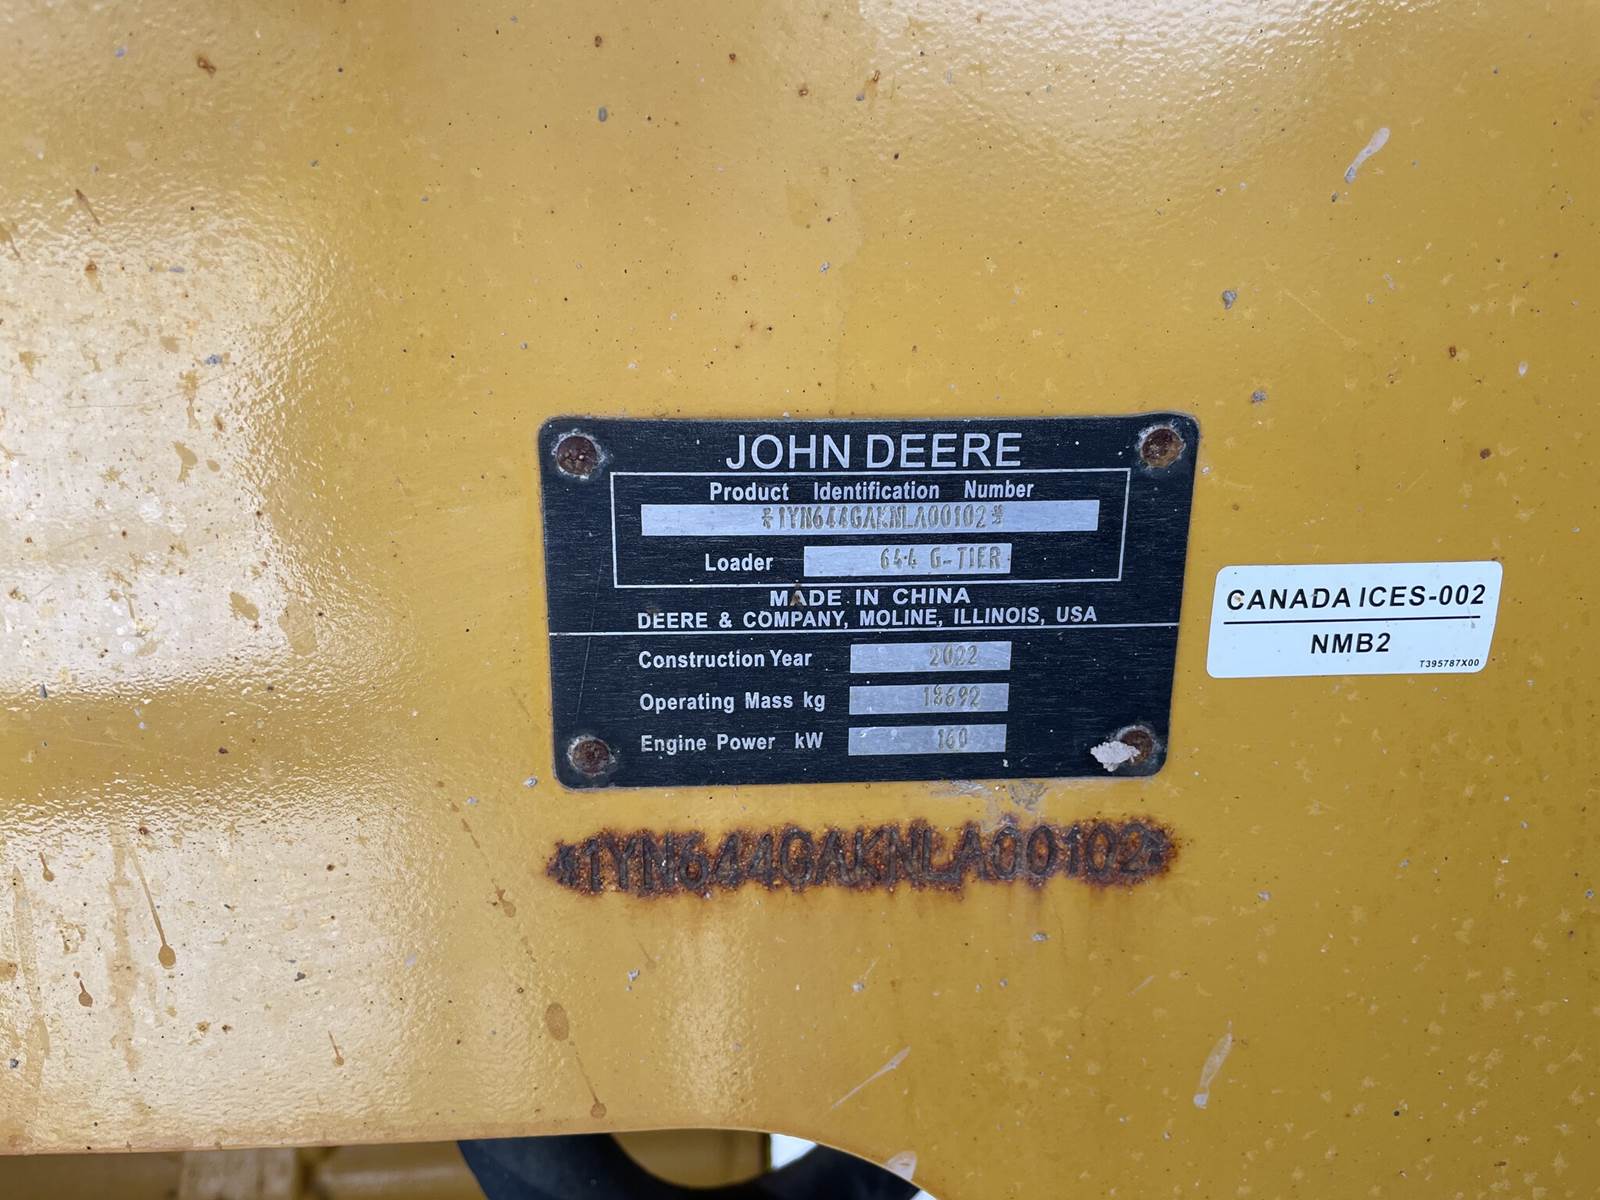 JOHN DEERE
Product Identification Number
*1YN644GAKNLA00102*
Loader 644 G-TIER
MADE IN CHINA
DEERE & COMPANY, MOLINE, ILLINOIS, USA
Construction Year 2022
Operating Mass kg 18692
Engine Power kW 160
*1YN644GAKNLA00102*
CANADA ICES-002
NMB2
T395787X00